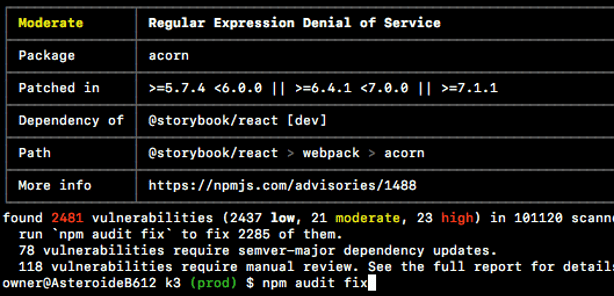 Moderate Regular Expression Denial of Service
Package acorn
Patched in >=5.7.4 <6.0.0 || >=6.4.1 <7.0.0 || >=7.1.1
Dependency of @storybook/react [dev]
Path @storybook/react > webpack > acorn
More info https://npmjs.com/advisories/1488
found 2481 vulnerabilities (2437 low, 21 moderate, 23 high) in 101120 scanne
run `npm audit fix` to fix 2285 of them.
78 vulnerabilities require semver-major dependency updates.
118 vulnerabilities require manual review. See the full report for details
owner@AsteroideB612 k3 (prod) $ npm audit fix